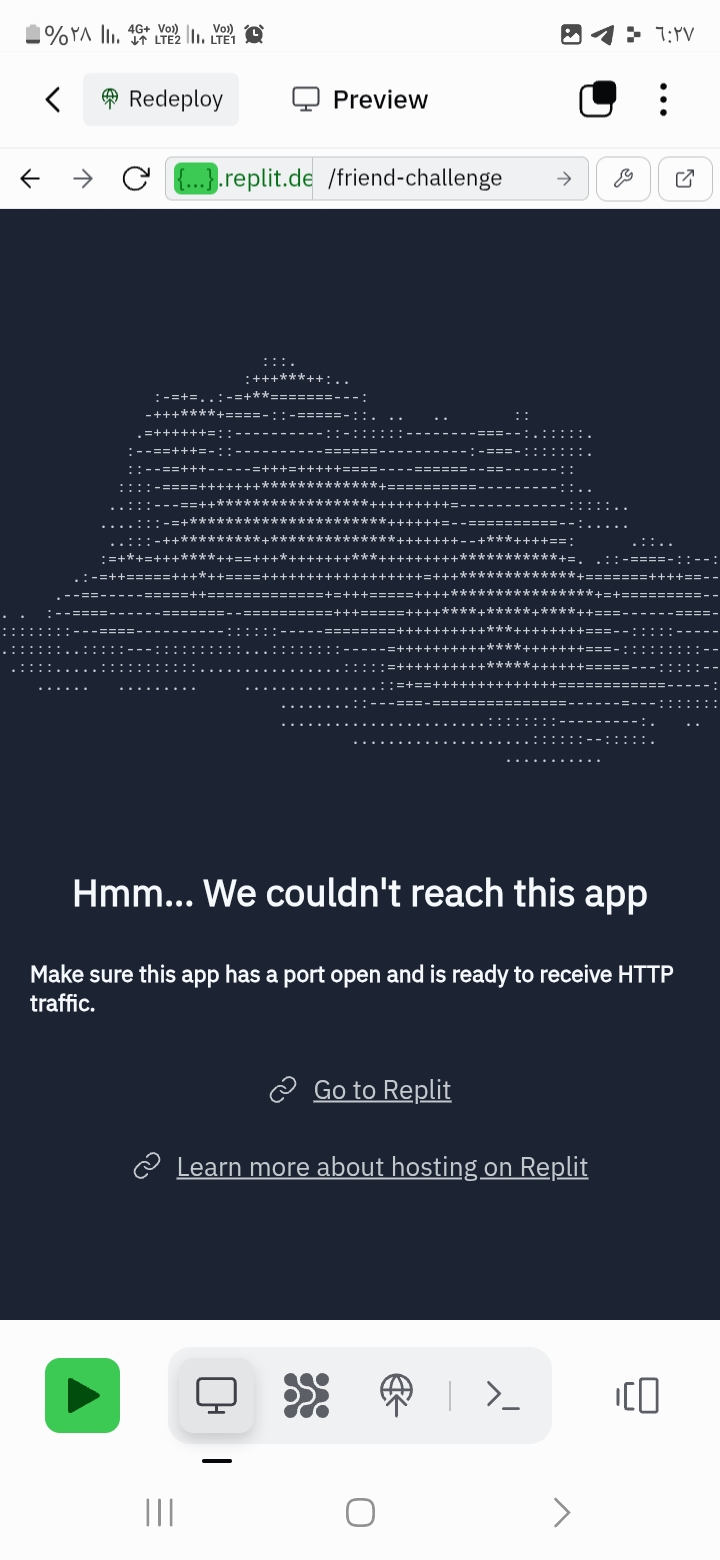 %٢٨ 4G+ Vo) LTE2 Vo) LTE1 ٦:٢٧
Redeploy Preview
{...}.replit.de /friend-challenge
Hmm... We couldn't reach this app
Make sure this app has a port open and is ready to receive HTTP
traffic.
Go to Replit
Learn more about hosting on Replit